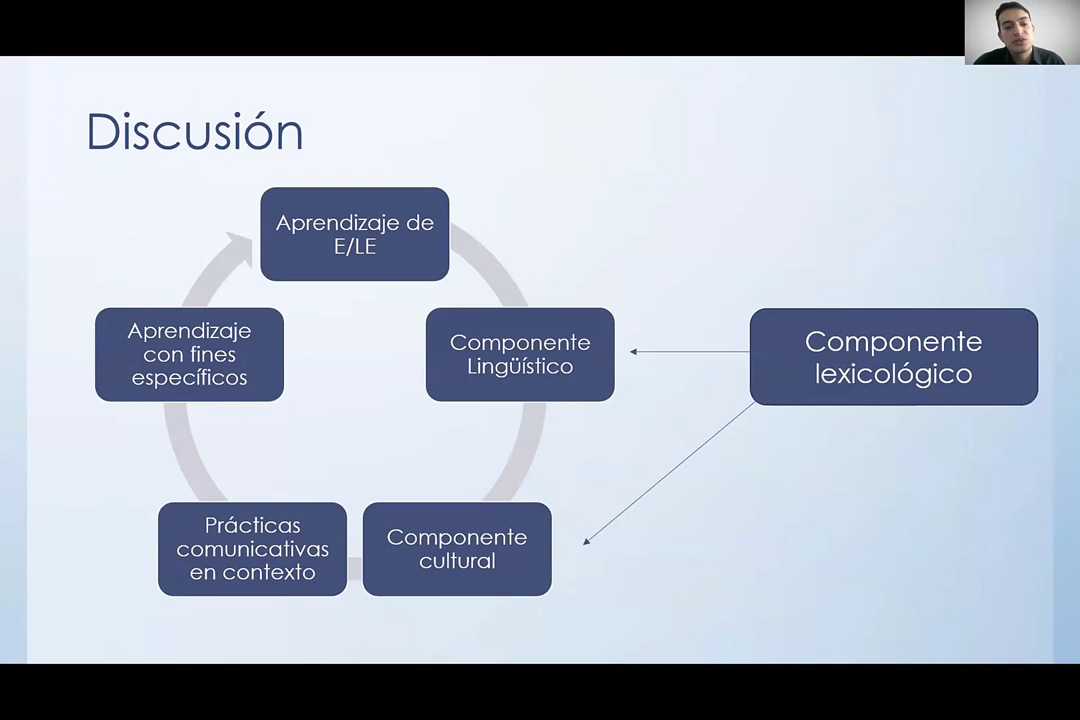 Discusión
Aprendizaje de
E/LE
Componente
Lingüístico
Componente
cultural
Prácticas
comunicativas
en contexto
Aprendizaje
con fines
específicos
Componente
lexicológico